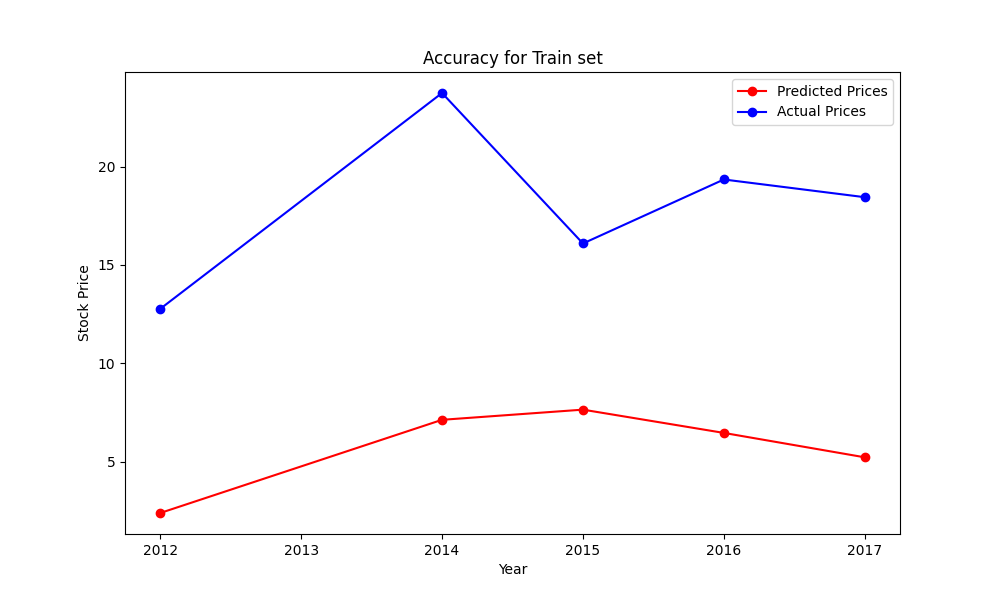 Accuracy for Train set
Predicted Prices
Actual Prices
Stock Price
20
15
10
5
2012 2013 2014 2015 2016 2017
Year